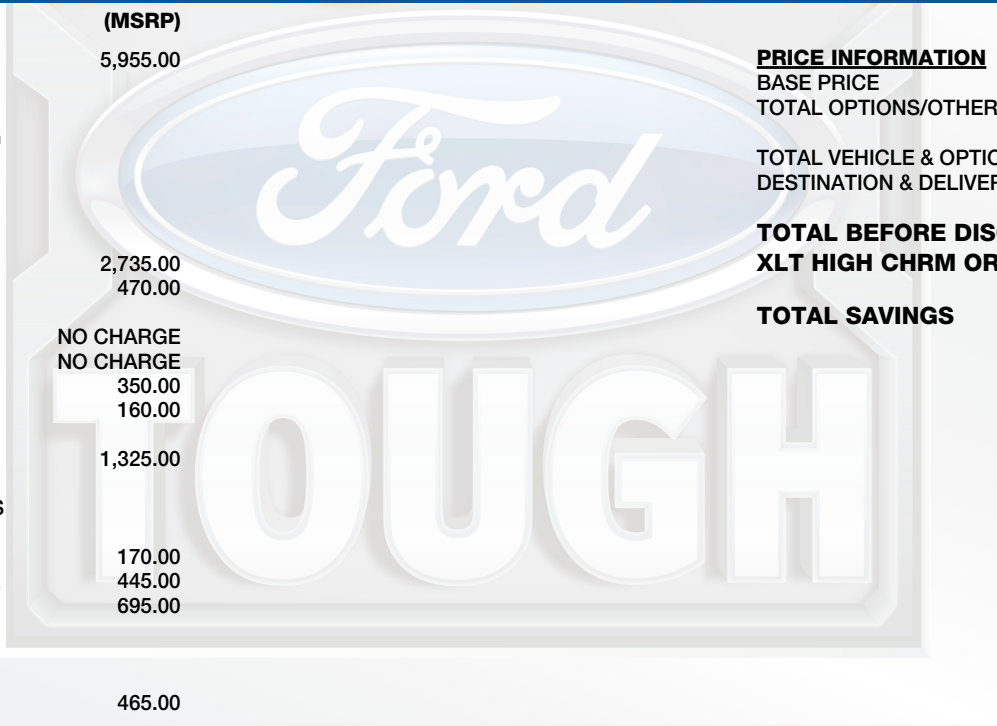 (MSRP)
5,955.00
2,735.00
470.00
NO CHARGE
NO CHARGE
350.00
160.00
1,325.00
S
170.00
445.00
695.00
465.00
PRICE INFORMATION
BASE PRICE
TOTAL OPTIONS/OTHER
TOTAL VEHICLE & OPTIO
DESTINATION & DELIVER
TOTAL BEFORE DISC
XLT HIGH CHRM OR
TOTAL SAVINGS
Ford
TOUGH